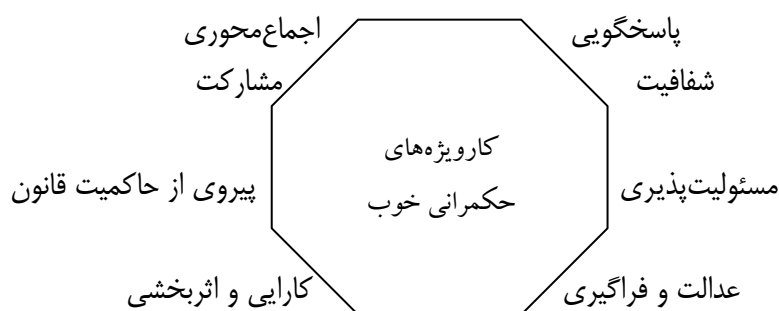 پاسخگویی
اجماع‌محوری
شفافیت
مشارکت
کارویژه‌های
حکمرانی خوب
مسئولیت‌پذیری
پیروی از حاکمیت قانون
عدالت و فراگیری
کارایی و اثربخشی